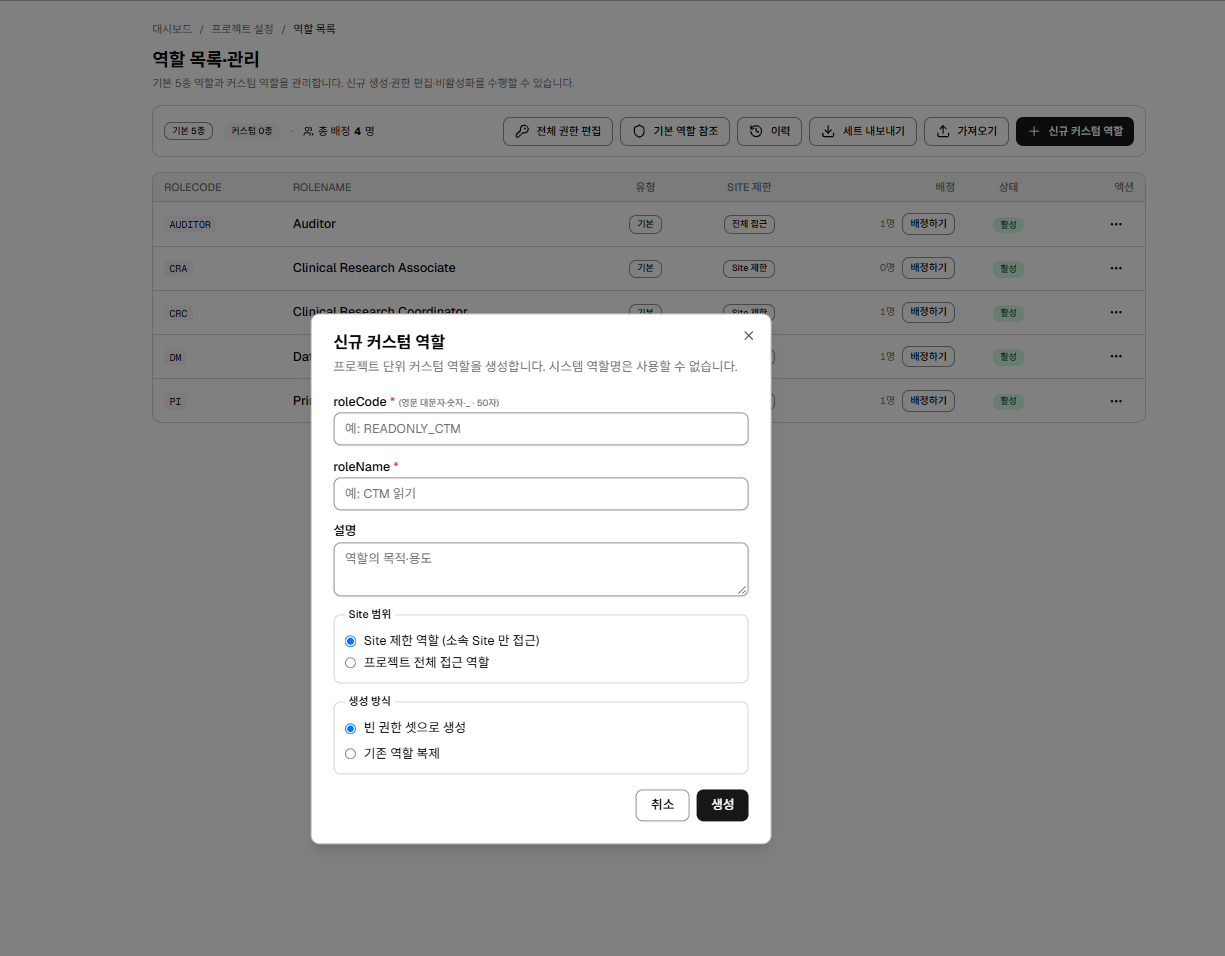 대시보드 / 프로젝트 설정 / 역할 목록
역할 목록·관리
기본 5종 역할과 커스텀 역할을 관리합니다. 신규 생성·권한 편집·비활성화를 수행할 수 있습니다.
기본 5종 커스텀 0종 · 총 배정 4 명 전체 권한 편집 기본 역할 참조 이력 세트 내보내기 가져오기 + 신규 커스텀 역할
ROLECODE ROLENAME 유형 SITE 제한 배정 상태 액션
AUDITOR Auditor 기본 전체 접근 1명 배정하기 활성 ...
CRA Clinical Research Associate 기본 Site 제한 0명 배정하기 활성 ...
CRC Clinical Research Coordinator 기본 Site 제한 1명 배정하기 활성 ...
DM 1명 배정하기 활성 ...
PI 1명 배정하기 활성 ...
신규 커스텀 역할
프로젝트 단위 커스텀 역할을 생성합니다. 시스템 역할명은 사용할 수 없습니다.
roleCode * (영문 대문자·숫자·_ · 50자)
예: READONLY_CTM
roleName *
예: CTM 읽기
설명
역할의 목적·용도
Site 범위
Site 제한 역할 (소속 Site 만 접근)
프로젝트 전체 접근 역할
생성 방식
빈 권한 셋으로 생성
기존 역할 복제
취소 생성